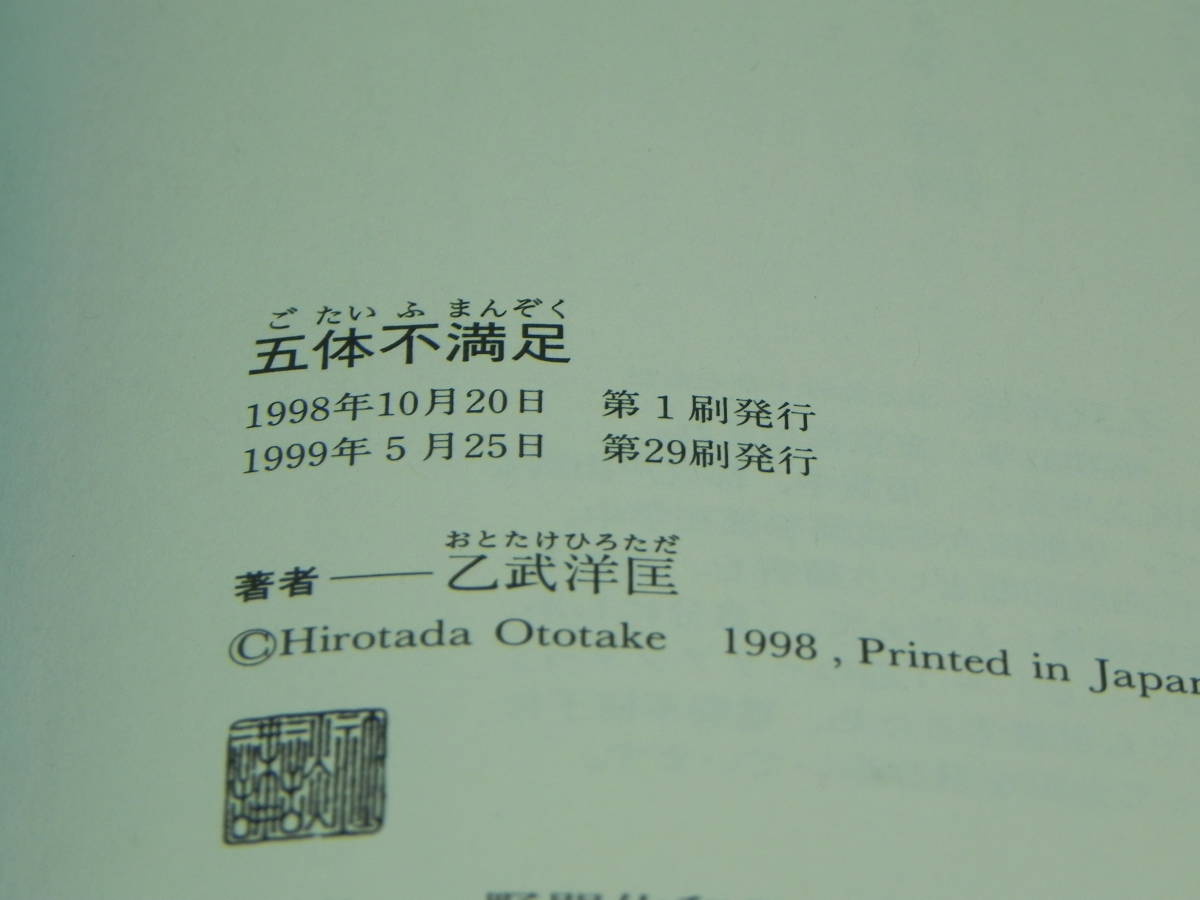 ごたいふまんぞく
五体不満足
1998年10月20日 第1刷発行
1999年5月25日 第29刷発行
おとたけひろただ
著者——乙武洋匡
©Hirotada Ototake 1998, Printed in Japan